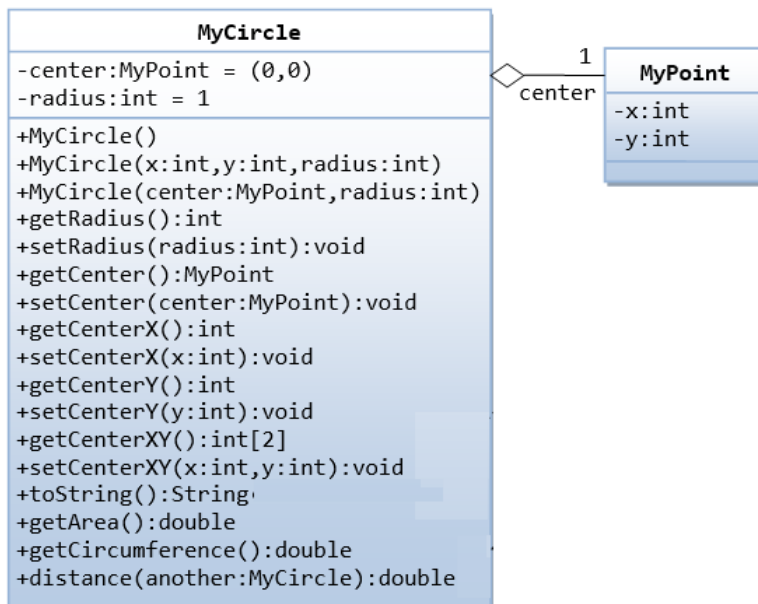 MyCircle
-center:MyPoint = (0,0)
-radius:int = 1
+MyCircle()
+MyCircle(x:int,y:int,radius:int)
+MyCircle(center:MyPoint,radius:int)
+getRadius():int
+setRadius(radius:int):void
+getCenter():MyPoint
+setCenter(center:MyPoint):void
+getCenterX():int
+setCenterX(x:int):void
+getCenterY():int
+setCenterY(y:int):void
+getCenterXY():int[2]
+setCenterXY(x:int,y:int):void
+toString():String
+getArea():double
+getCircumference():double
+distance(another:MyCircle):double
1
center
MyPoint
-x:int
-y:int